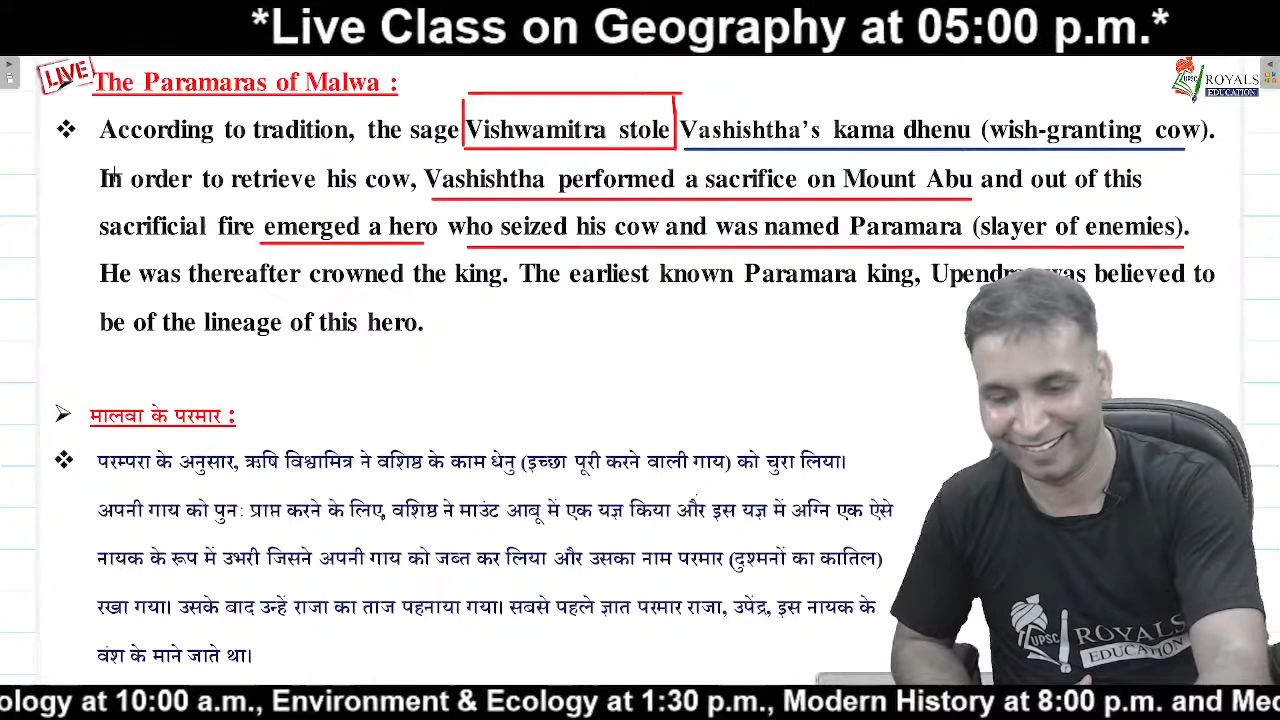 *Live Class on Geography at 05:00 p.m.*
LIVE
The Paramaras of Malwa :
ROYALS
UPSC
EDUCATION
According to tradition, the sage Vishwamitra stole Vashishtha's kama dhenu (wish-granting cow).
In order to retrieve his cow, Vashishtha performed a sacrifice on Mount Abu and out of this
sacrificial fire emerged a hero who seized his cow and was named Paramara (slayer of enemies).
He was thereafter crowned the king. The earliest known Paramara king, was believed to
be of the lineage of this hero.
मालवा के परमार :
परम्परा के अनुसार, ऋषि विश्वामित्र ने वशिष्ठ के काम धेनु (इच्छा पूरी करने वाली गाय) को चुरा लिया।
अपनी गाय को पुन: प्राप्त करने के लिए, वशिष्ठ ने माउंट आबू में एक यज्ञ किया और इस यज्ञ में अग्नि एक ऐसे
नायक के रूप में उभरी जिसने अपनी गाय को जब्त कर लिया और उसका नाम परमार (दुश्मनों का कातिल)
रखा गया। उसके बाद उन्हें राजा का ताज पहनाया गया। सबसे पहले ज्ञात परमार राजा, उपेंद्र, इस नायक के
वंश के माने जाते था।
UPSC ROYALS
EDUCATION
ology at 10:00 a.m., Environment & Ecology at 1:30 p.m., Modern History at 8:00 p.m. and Med